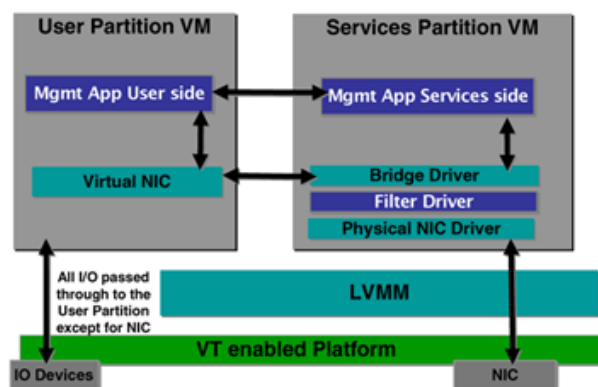 User Partition VM
Services Partition VM
Mgmt App User side
Mgmt App Services side
Virtual NIC
Bridge Driver
Filter Driver
Physical NIC Driver
All I/O passed
through to the
User Partition
except for NIC
LVMM
VT enabled Platform
IO Devices
NIC